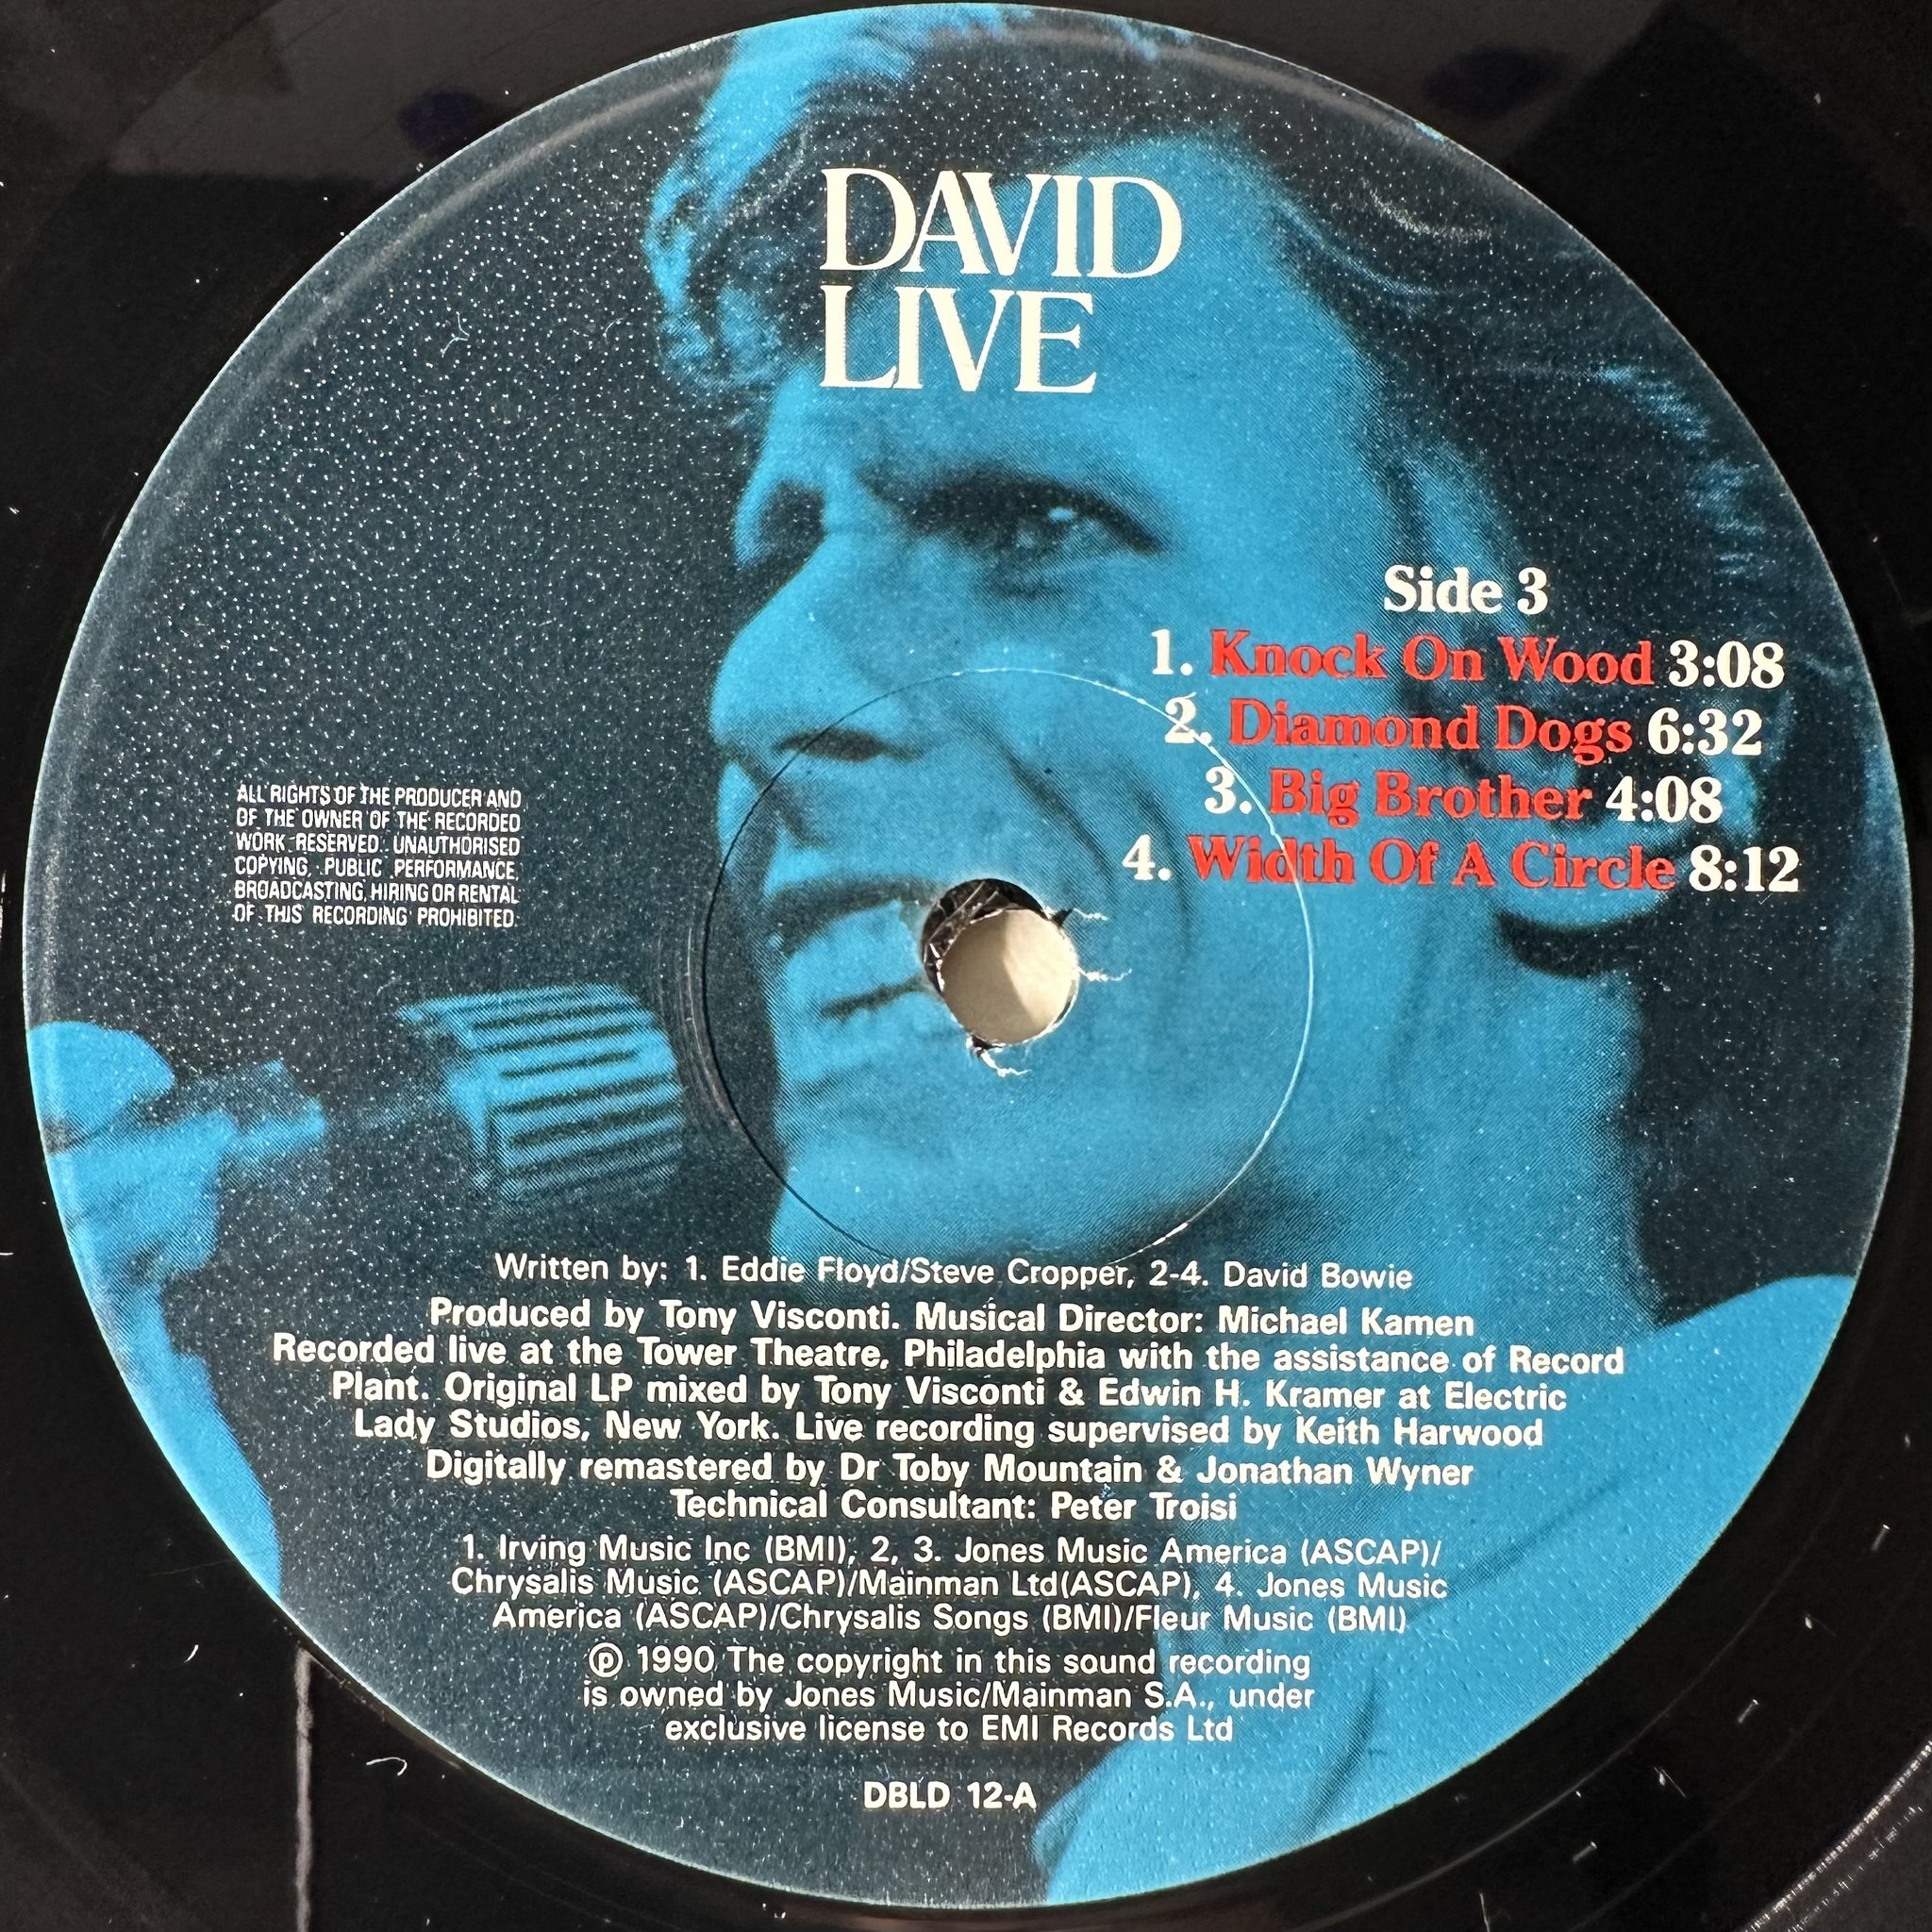 DAVID
LIVE
Side 3
1. Knock On Wood 3:08
2. Diamond Dogs 6:32
3. Big Brother 4:08
4. Width Of A Circle 8:12
ALL RIGHTS OF THE PRODUCER AND
OF THE OWNER OF THE RECORDED
WORK RESERVED. UNAUTHORISED
COPYING, PUBLIC PERFORMANCE,
BROADCASTING, HIRING OR RENTAL
OF THIS RECORDING PROHIBITED.
Written by: 1. Eddie Floyd/Steve Cropper, 2-4. David Bowie
Produced by Tony Visconti. Musical Director: Michael Kamen
Recorded live at the Tower Theatre, Philadelphia with the assistance of Record
Plant. Original LP mixed by Tony Visconti & Edwin H. Kramer at Electric
Lady Studios, New York. Live recording supervised by Keith Harwood
Digitally remastered by Dr Toby Mountain & Jonathan Wyner
Technical Consultant: Peter Troisi
1. Irving Music Inc (BMI), 2, 3. Jones Music America (ASCAP)/
Chrysalis Music (ASCAP)/Mainman Ltd(ASCAP), 4. Jones Music
America (ASCAP)/Chrysalis Songs (BMI)/Fleur Music (BMI)
℗ 1990 The copyright in this sound recording
is owned by Jones Music/Mainman S.A., under
exclusive license to EMI Records Ltd
DBLD 12-A